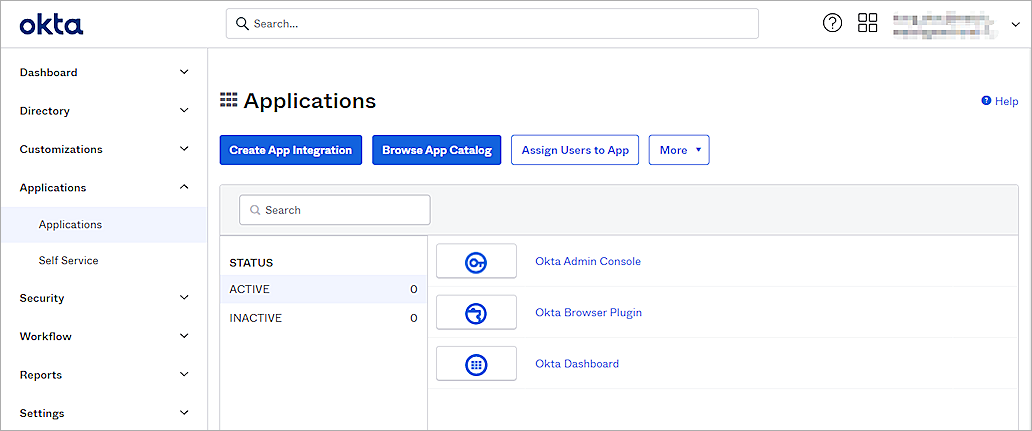 okta
Search...
Dashboard
Directory
Customizations
Applications
Applications
Self Service
Security
Workflow
Reports
Settings
Applications
Help
Create App Integration
Browse App Catalog
Assign Users to App
More
Search
STATUS
ACTIVE 0
INACTIVE 0
Okta Admin Console
Okta Browser Plugin
Okta Dashboard